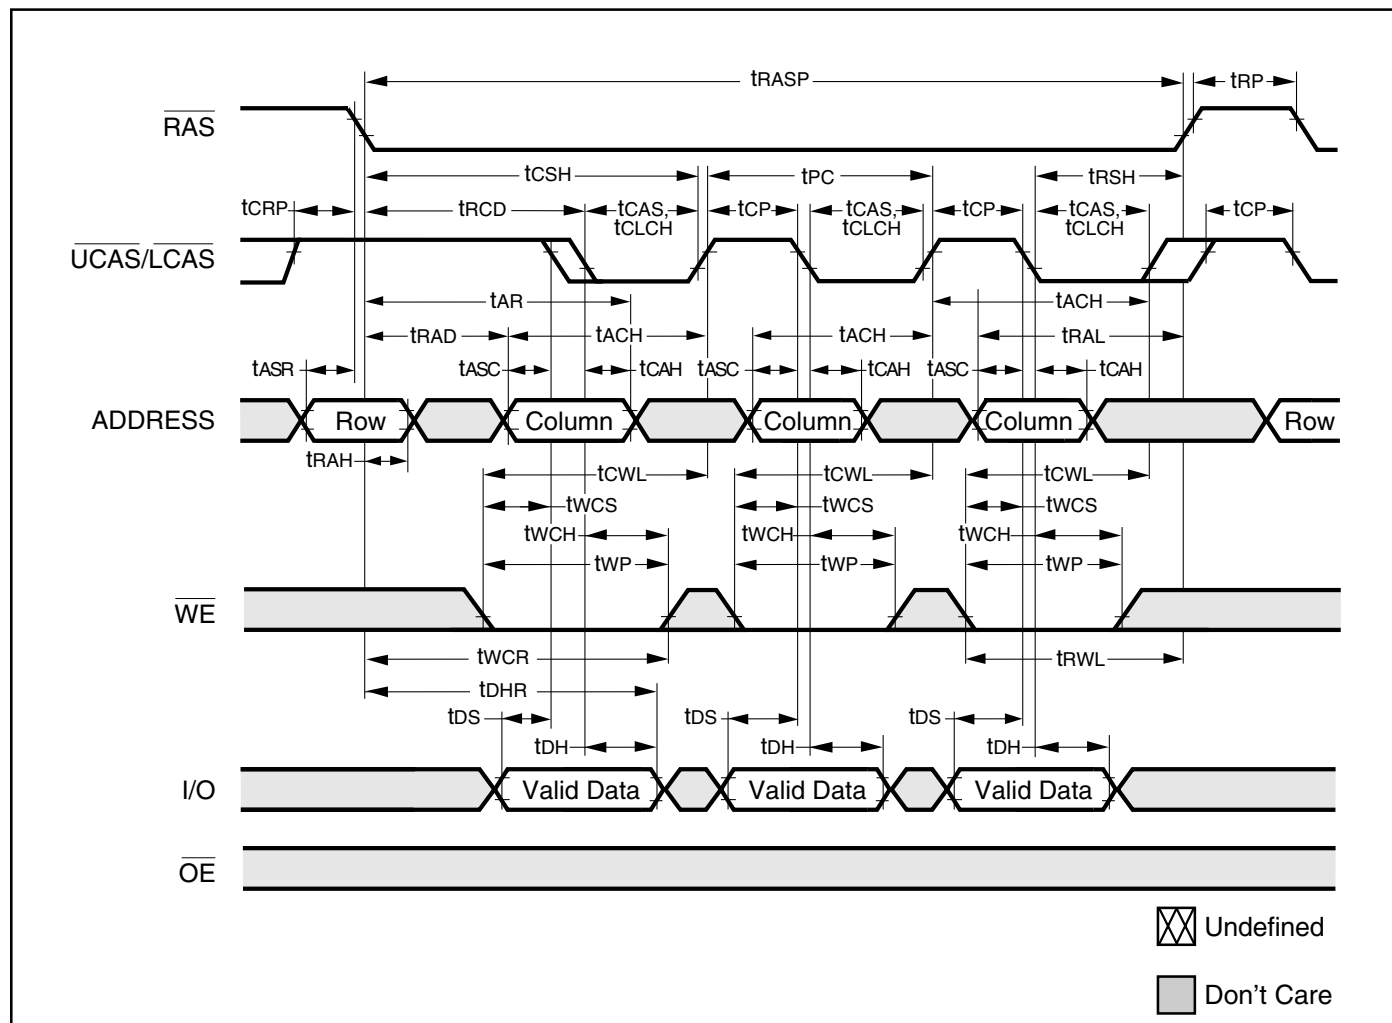 tRASP tRP
RAS
tCSH tPC tRSH
tCRP tRCD tCAS, tCP tCAS, tCP tCAS, tCP
tCLCH tCLCH tCLCH
UCAS/LCAS
tAR tACH
tRAD tACH tACH tRAL
tASR tASC tCAH tASC tCAH tASC tCAH
ADDRESS Row Column Column Column Row
tRAH
tCWL tCWL tCWL
tWCS tWCS tWCS
tWCH tWCH tWCH
tWP tWP tWP
WE
tWCR tRWL
tDHR
tDS tDS tDS
tDH tDH tDH
I/O Valid Data Valid Data Valid Data
OE
Undefined
Don't Care